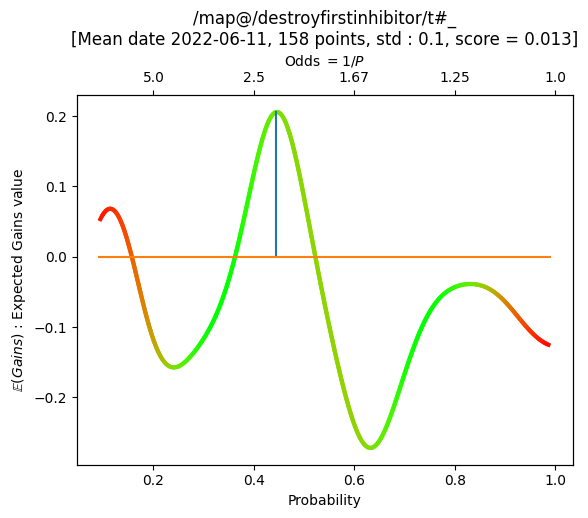 /map@/destroyfirstinhibitor/t#_
[Mean date 2022-06-11, 158 points, std : 0.1, score = 0.013]
Odds = 1/P
5.0 2.5 1.67 1.25 1.0
0.2
0.1
0.0
−0.1
−0.2
𝔼(Gains) : Expected Gains value
0.2 0.4 0.6 0.8 1.0
Probability